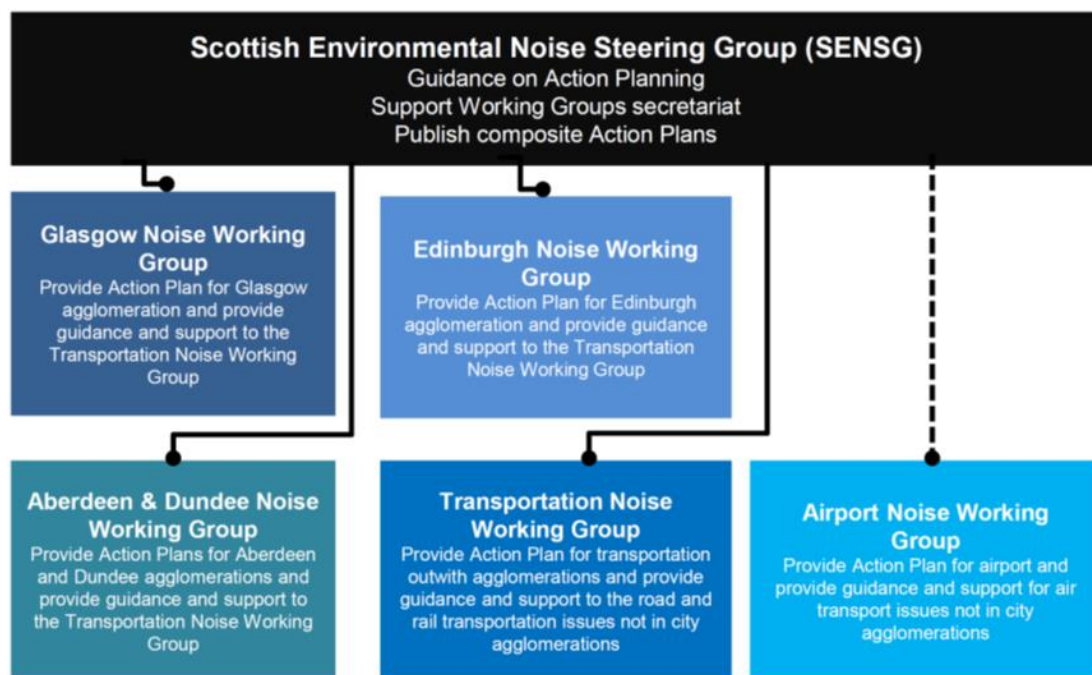 Scottish Environmental Noise Steering Group (SENSG)
Guidance on Action Planning
Support Working Groups secretariat
Publish composite Action Plans
Glasgow Noise Working
Group
Provide Action Plan for Glasgow
agglomeration and provide
guidance and support to the
Transportation Noise Working
Group
Edinburgh Noise Working
Group
Provide Action Plan for Edinburgh
agglomeration and provide guidance
and support to the Transportation
Noise Working Group
Aberdeen & Dundee Noise
Working Group
Provide Action Plans for Aberdeen
and Dundee agglomerations and
provide guidance and support to
the Transportation Noise Working
Group
Transportation Noise
Working Group
Provide Action Plan for transportation
outwith agglomerations and provide
guidance and support to the road and
rail transportation issues not in city
agglomerations
Airport Noise Working
Group
Provide Action Plan for airport and
provide guidance and support for air
transport issues not in city
agglomerations